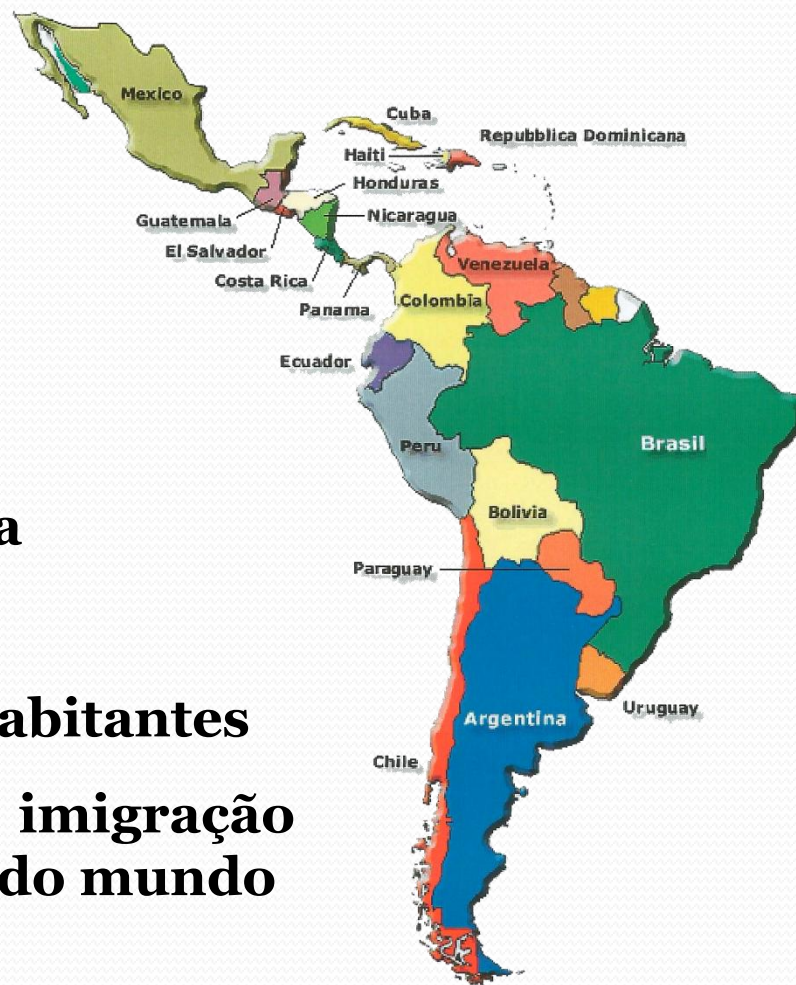 Mexico
Cuba
Repubblica Dominicana
Haiti
Honduras
Guatemala
Nicaragua
El Salvador
Costa Rica
Venezuela
Panama
Colombia
Ecuador
Peru
Brasil
Bolivia
a
Paraguay
abitantes
Uruguay
Argentina
Chile
imigração
do mundo